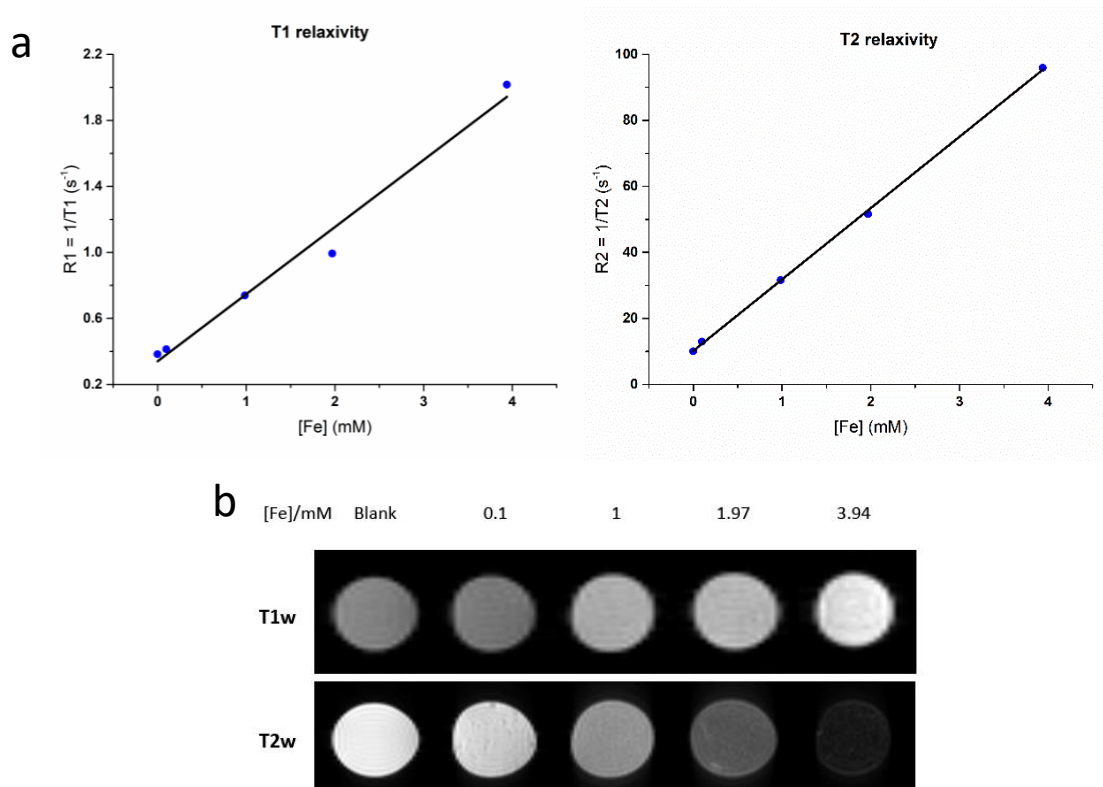 a
T1 relaxivity
2.2
1.8
1.4
1.0
0.6
0.2
R1 = 1/T1 (s⁻¹)
0 1 2 3 4
[Fe] (mM)
T2 relaxivity
100
80
60
40
20
0
R2 = 1/T2 (s⁻¹)
0 1 2 3 4
[Fe] (mM)
b
[Fe]/mM Blank 0.1 1 1.97 3.94
T1w
T2w